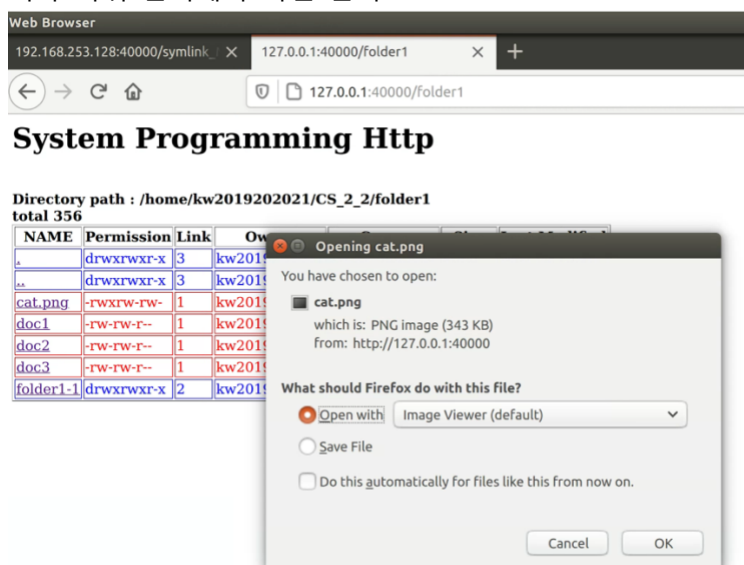 Web Browser
192.168.253.128:40000/symlink_
127.0.0.1:40000/folder1
127.0.0.1:40000/folder1
System Programming Http
Directory path : /home/kw2019202021/CS_2_2/folder1
total 356
NAME Permission Link
. drwxrwxr-x 3
.. drwxrwxr-x 3
cat.png -rwxrw-rw- 1
doc1 -rw-rw-r-- 1
doc2 -rw-rw-r-- 1
doc3 -rw-rw-r-- 1
folder1-1 drwxrwxr-x 2
Opening cat.png
You have chosen to open:
cat.png
which is: PNG image (343 KB)
from: http://127.0.0.1:40000
What should Firefox do with this file?
Open with Image Viewer (default)
Save File
Do this automatically for files like this from now on.
Cancel OK